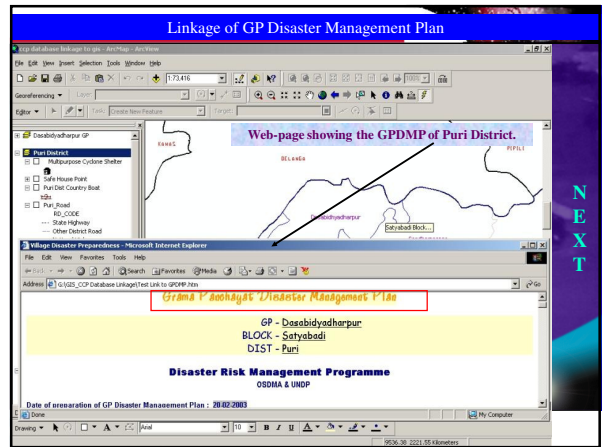 Linkage of GP Disaster Management Plan
ccp database linkage to gis - ArcMap - ArcView
File Edit View Insert Selection Tools Window Help
1:73,416
100%
Georeferencing Layer:
Editor Task: Create New Feature Target:
Dasabidyadharpur GP
Puri District
Multipurpose Cyclone Shelter
Safe House Point
Puri Dist Country Boat
Puri_Road
RD_CODE
State Highway
Other District Road
Web-page showing the GPDMP of Puri District.
KANAS
DELANGA
PIPILI
Dasabidyadharpur
Satyabadi Block...
N
E
X
T
Village Disaster Preparedness - Microsoft Internet Explorer
File Edit View Favorites Tools Help
Back Search Favorites Media
Address G:\GIS_CCP Database Linkage\Test Link to GPDMP.htm Go
Grama Panchayat Disaster Management Plan
GP - Dasabidyadharpur
BLOCK - Satyabadi
DIST - Puri
Disaster Risk Management Programme
OSDMA & UNDP
Date of preparation of GP Disaster Management Plan : 20-02-2003
Done My Computer
Drawing A Arial 10 B I U A
9536.30 2221.55 Kilometers